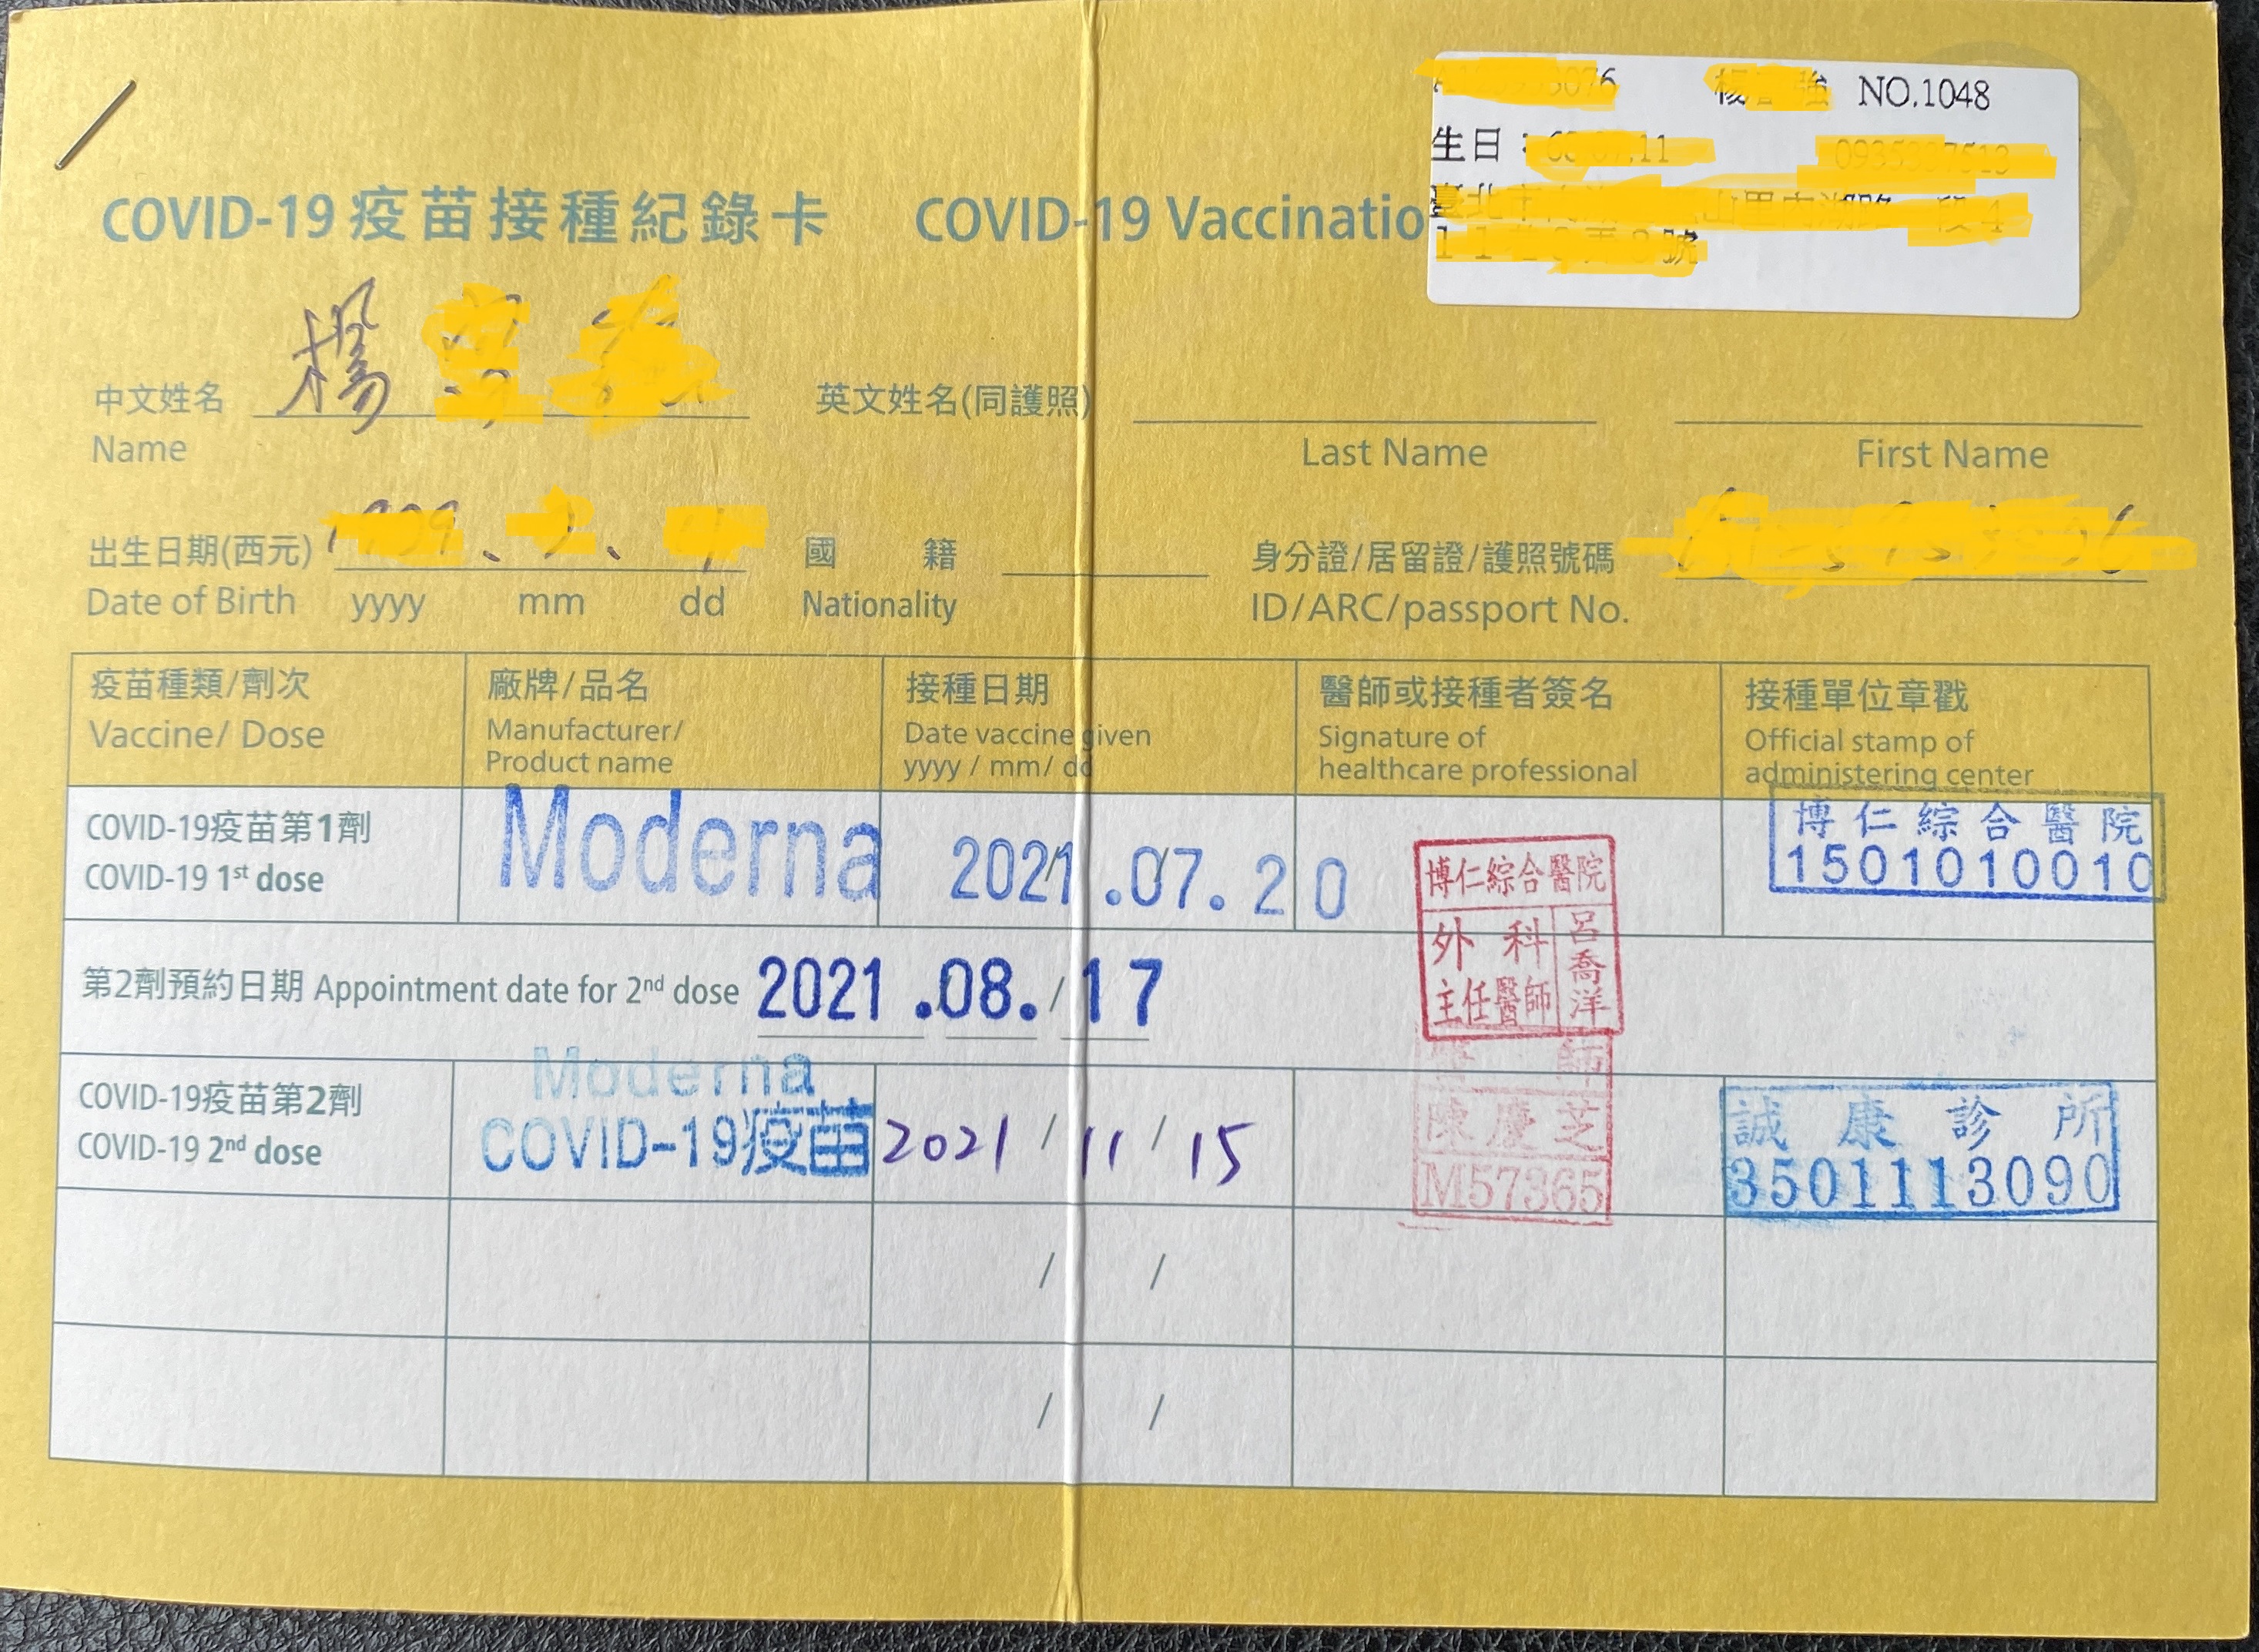 NO.1048
生日：
COVID-19疫苗接種紀錄卡 COVID-19 Vaccinatio
中文姓名 楊
Name
英文姓名(同護照)
Last Name First Name
出生日期(西元)
Date of Birth yyyy mm dd
國籍
Nationality
身分證/居留證/護照號碼
ID/ARC/passport No.
疫苗種類/劑次 廠牌/品名 接種日期 醫師或接種者簽名 接種單位章戳
Vaccine/ Dose Manufacturer/ Date vaccine given Signature of Official stamp of
Product name yyyy / mm/ dd healthcare professional administering center
COVID-19疫苗第1劑
COVID-19 1st dose
Moderna
2021.07.20
博仁綜合醫院
外科
主任醫師
呂喬洋
博仁綜合醫院
1501010010
第2劑預約日期 Appointment date for 2nd dose 2021.08./17
COVID-19疫苗第2劑
COVID-19 2nd dose
Moderna
COVID-19疫苗
2021/11/15
師
陳慶芝
M57365
誠康診所
3501113090
/ /
/ /